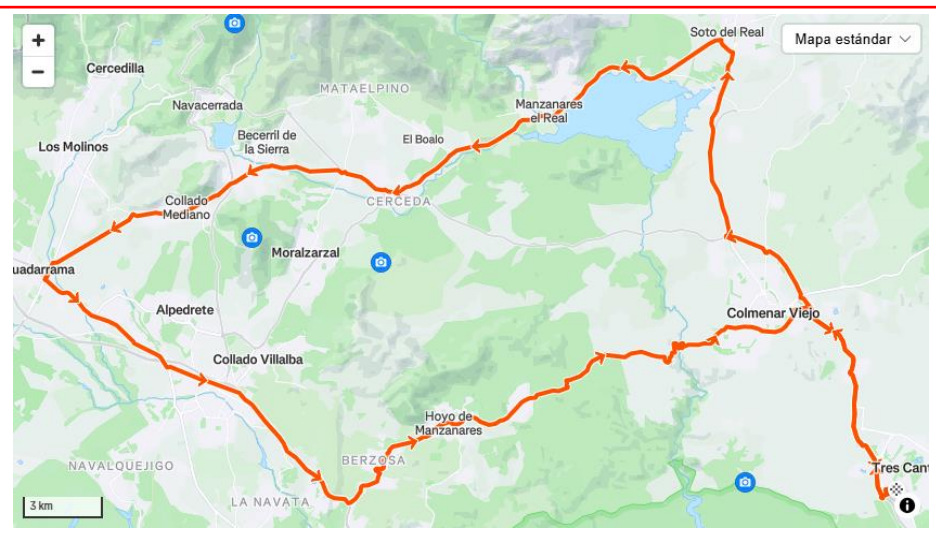 +
−
Mapa estándar
Soto del Real
Cercedilla
MATAELPINO
Navacerrada
Manzanares
el Real
Becerril de
la Sierra
El Boalo
Los Molinos
Collado
Mediano
CERCEDA
Moralzarzal
uadarrama
Alpedrete
Colmenar Viejo
Collado Villalba
Hoyo de
Manzanares
BERZOSA
NAVALQUEJIGO
Tres Cant
LA NAVATA
3 km
i